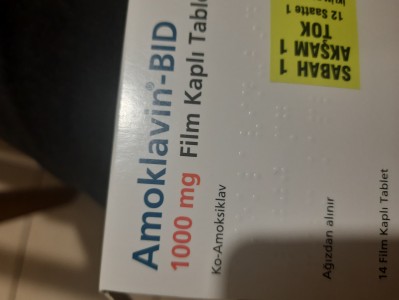 Amoklavin®-BID
1000 mg Film Kaplı Tablet
Ko-Amoksiklav
Ağızdan alınır
14 Film Kaplı Tablet
SABAH 1
AKŞAM 1
TOK
12 Saatte 1